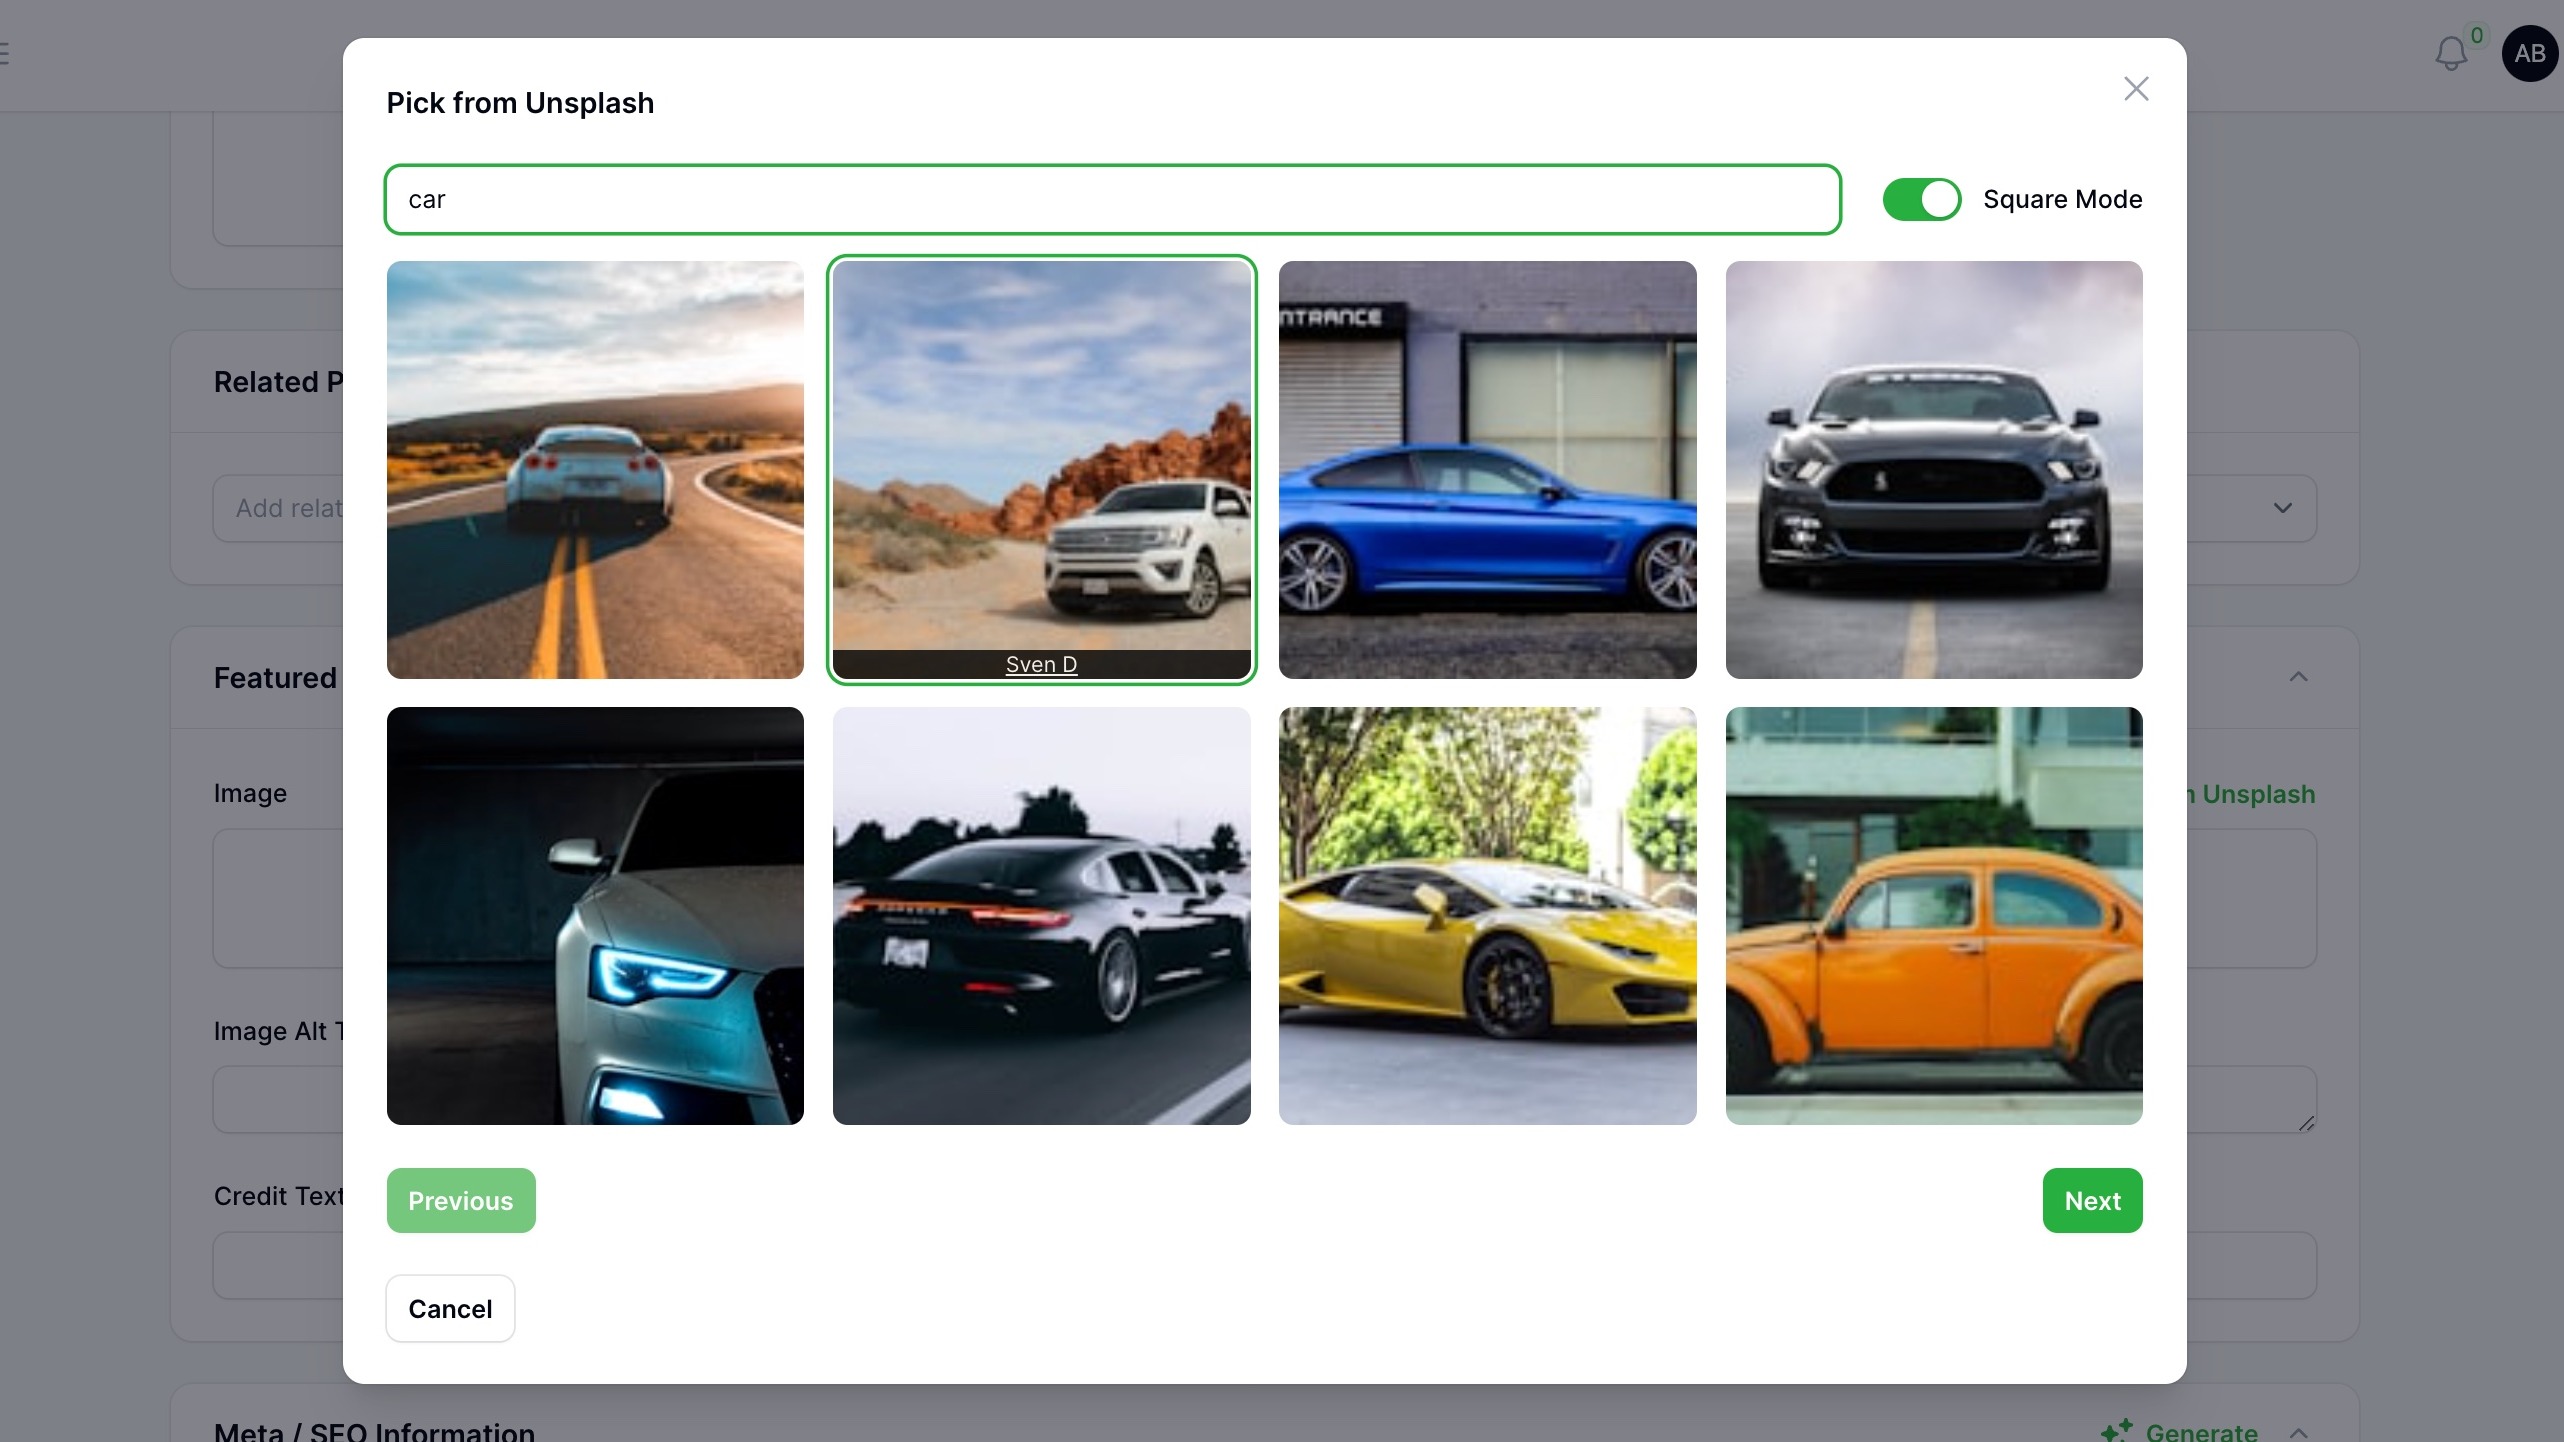 0
AB
Pick from Unsplash
car
Square Mode
NTRANCE
Sven D
Related P
Add relat
Featured
Image
n Unsplash
Image Alt T
Credit Text
Previous
Next
Cancel
Meta / SEO Information
Generate